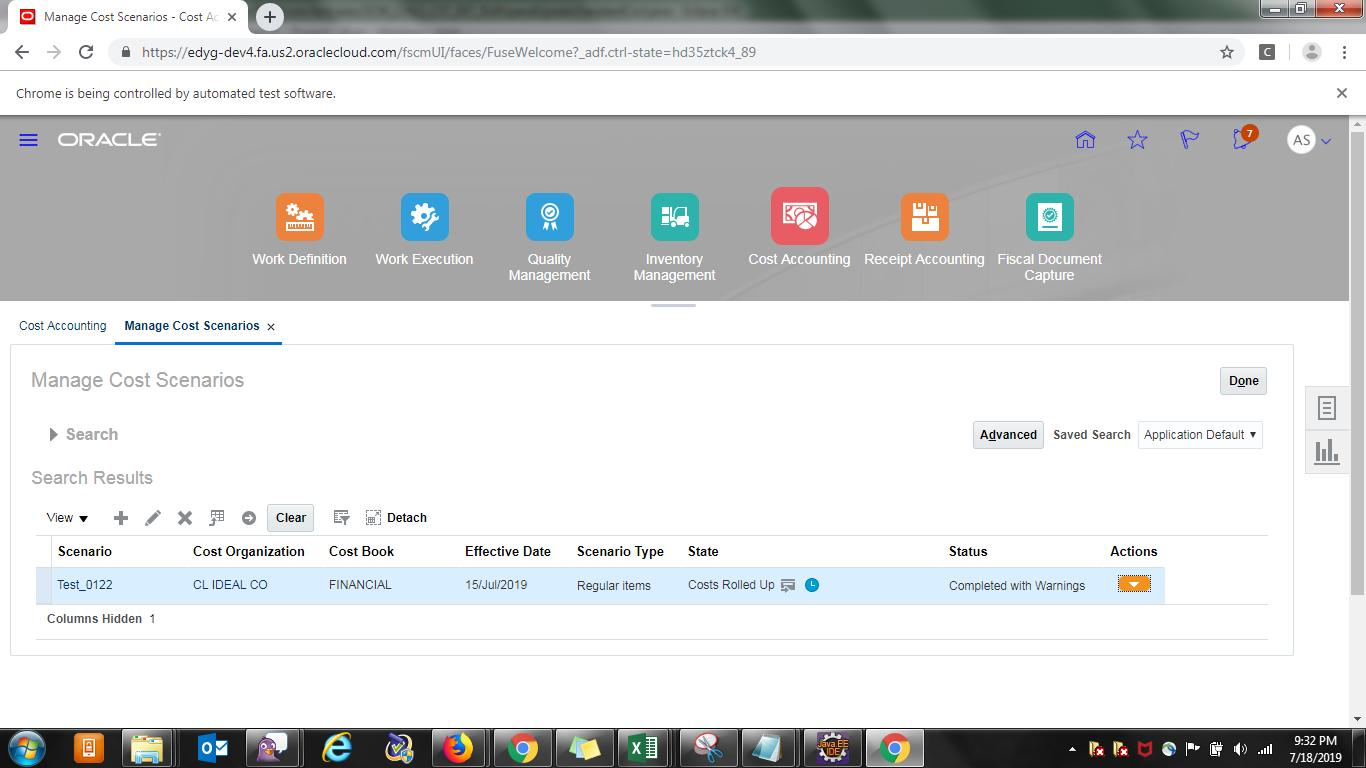 Manage Cost Scenarios - Cost Ac
https://edyg-dev4.fa.us2.oraclecloud.com/fscmUI/faces/FuseWelcome?_adf.ctrl-state=hd35ztck4_89
C
Chrome is being controlled by automated test software.
ORACLE
7
AS
Work Definition
Work Execution
Quality Management
Inventory Management
Cost Accounting
Receipt Accounting
Fiscal Document Capture
Cost Accounting
Manage Cost Scenarios
Manage Cost Scenarios
Done
Search
Advanced
Saved Search
Application Default
Search Results
View
Clear
Detach
Scenario Cost Organization Cost Book Effective Date Scenario Type State Status Actions
Test_0122 CL IDEAL CO FINANCIAL 15/Jul/2019 Regular items Costs Rolled Up Completed with Warnings
Columns Hidden 1
Java EE
IDE
9:32 PM
7/18/2019